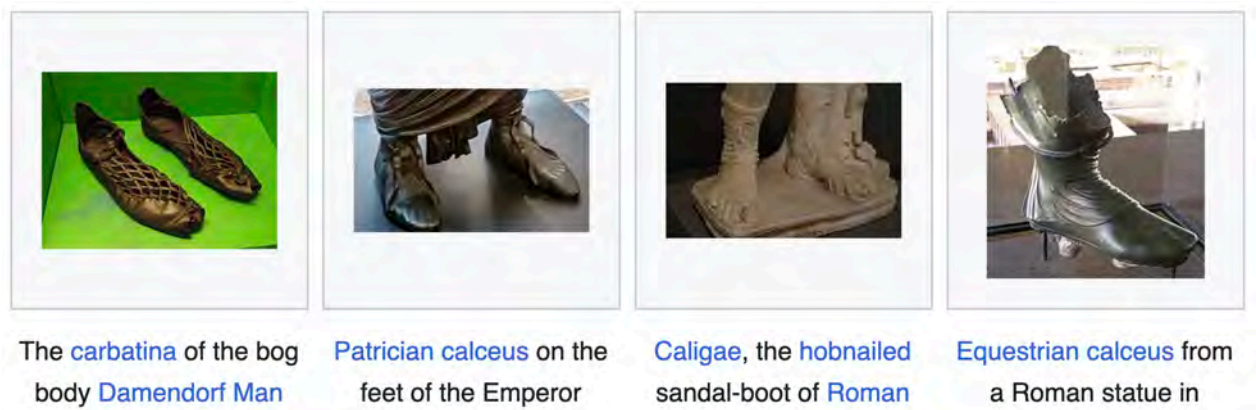 The carbatina of the bog
body Damendorf Man
Patrician calceus on the
feet of the Emperor
Caligae, the hobnailed
sandal-boot of Roman
Equestrian calceus from
a Roman statue in